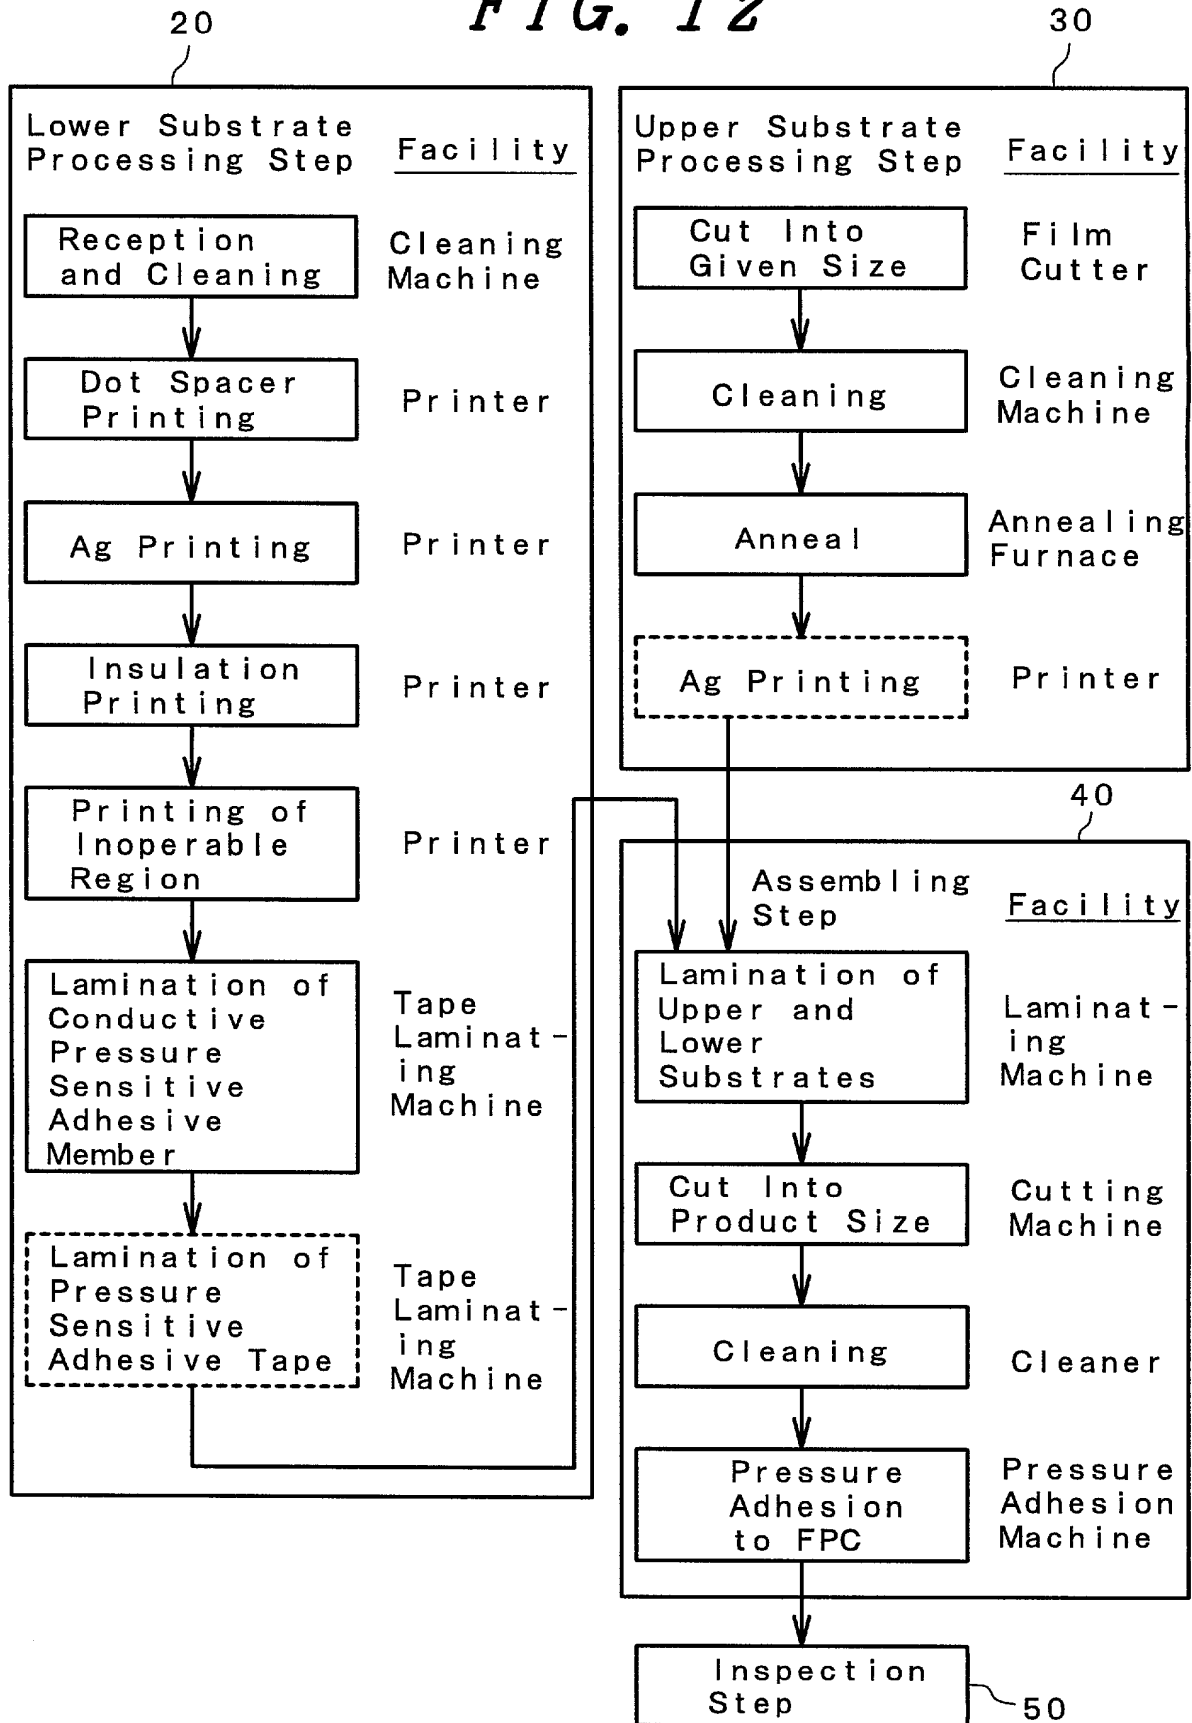 FIG. 12
20
Lower Substrate
Processing Step
Facility
Reception
and Cleaning
Cleaning
Machine
Dot Spacer
Printing
Printer
Ag Printing
Printer
Insulation
Printing
Printer
Printing of
Inoperable
Region
Printer
Lamination of
Conductive
Pressure
Sensitive
Adhesive
Member
Tape
Laminat-
ing
Machine
Lamination of
Pressure
Sensitive
Adhesive Tape
Tape
Laminat-
ing
Machine
30
Upper Substrate
Processing Step
Facility
Cut Into
Given Size
Film
Cutter
Cleaning
Cleaning
Machine
Anneal
Annealing
Furnace
Ag Printing
Printer
40
Assembling
Step
Facility
Lamination of
Upper and
Lower
Substrates
Laminat-
ing
Machine
Cut Into
Product Size
Cutting
Machine
Cleaning
Cleaner
Pressure
Adhesion
to FPC
Pressure
Adhesion
Machine
Inspection
Step
50